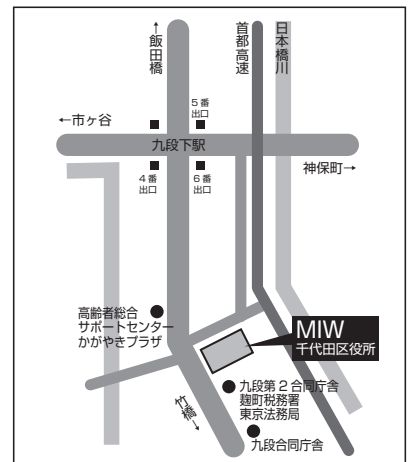 ↑飯田橋
首都高速
日本橋川
←市ヶ谷
5番
出口
九段下駅
神保町→
4番
出口
6番
出口
高齢者総合
サポートセンター
かがやきプラザ
MIW
千代田区役所
九段第2合同庁舎
麹町税務署
東京法務局
竹橋→
九段合同庁舎